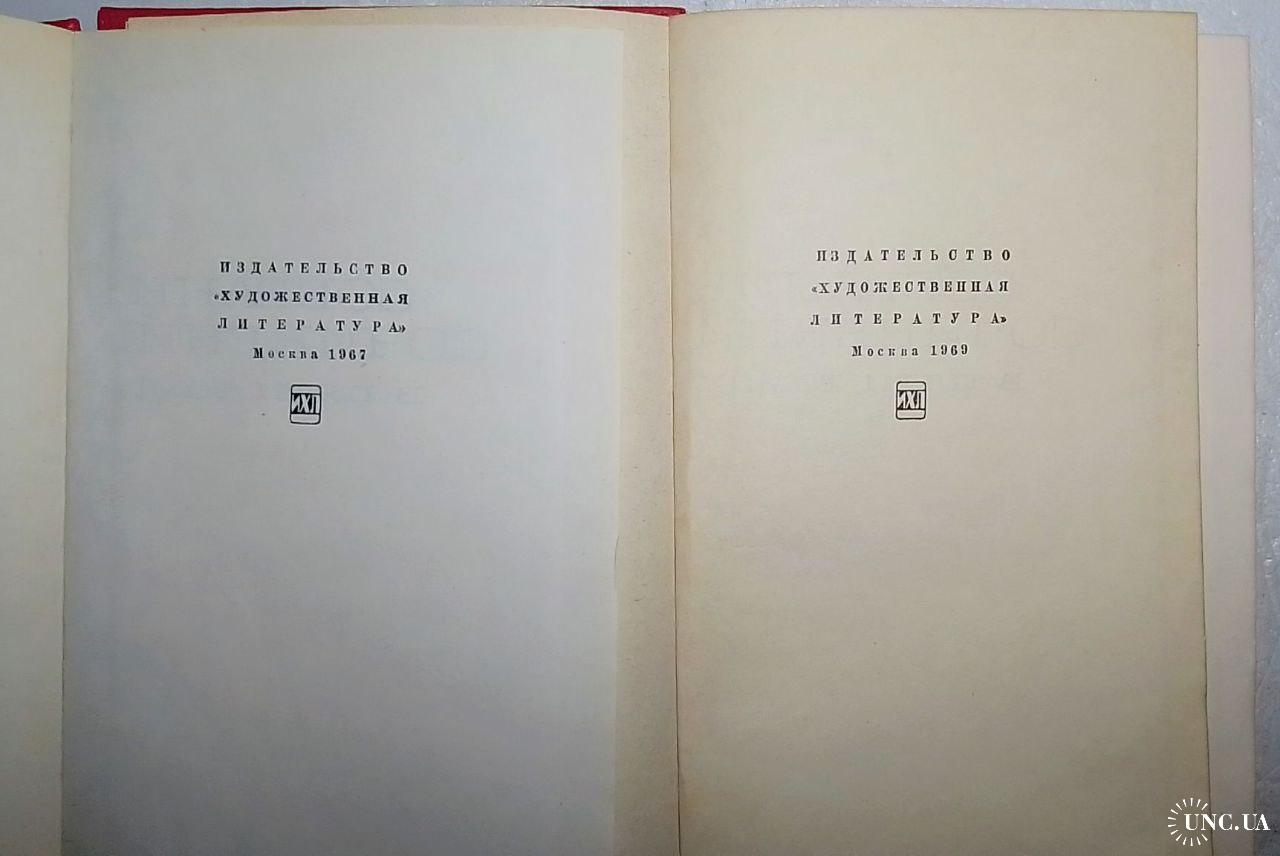 ИЗДАТЕЛЬСТВО
«ХУДОЖЕСТВЕННАЯ
ЛИТЕРАТУРА»
Москва 1967
ИХЛ
ИЗДАТЕЛЬСТВО
«ХУДОЖЕСТВЕННАЯ
ЛИТЕРАТУРА»
Москва 1969
ИХЛ
UNC.UA